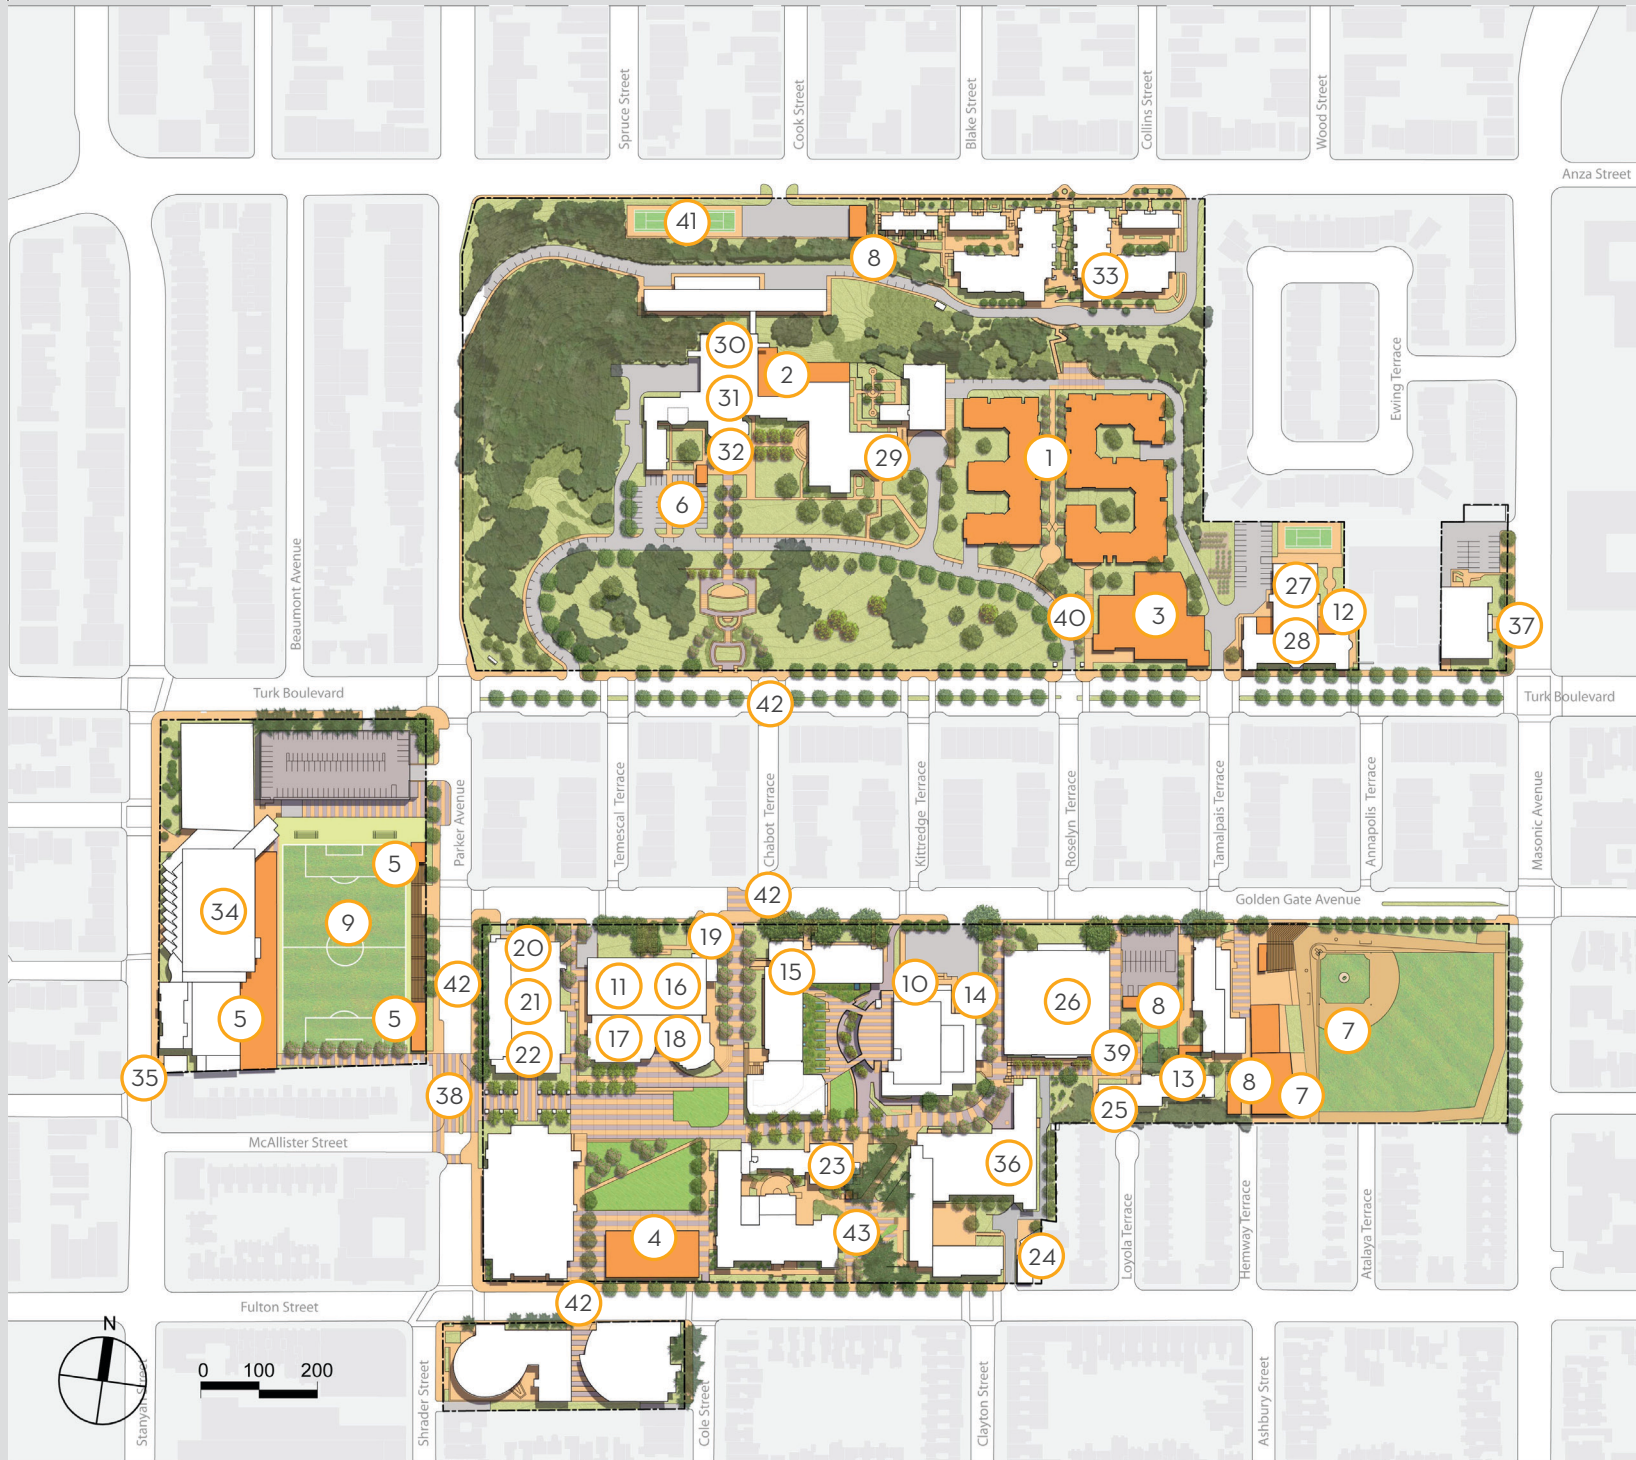 Spruce Street
Cook Street
Blake Street
Collins Street
Wood Street
Anza Street
41
8
33
30
2
31
32
29
1
6
Ewing Terrace
Beaumont Avenue
27
12
40
3
28
37
Turk Boulevard
42
Turk Boulevard
Parker Avenue
Temescal Terrace
Chabot Terrace
Kittredge Terrace
Roselyn Terrace
Tamalpais Terrace
Annapolis Terrace
Masonic Avenue
5
34
9
42
Golden Gate Avenue
20
19
15
11
16
10
14
42
21
26
8
5
5
17
18
7
22
39
35
38
13
8
7
25
McAllister Street
23
36
4
43
24
Loyola Terrace
Hemway Terrace
Atalaya Terrace
Fulton Street
42
N
0 100 200
Stanyan Street
Shrader Street
Cole Street
Clayton Street
Ashbury Street